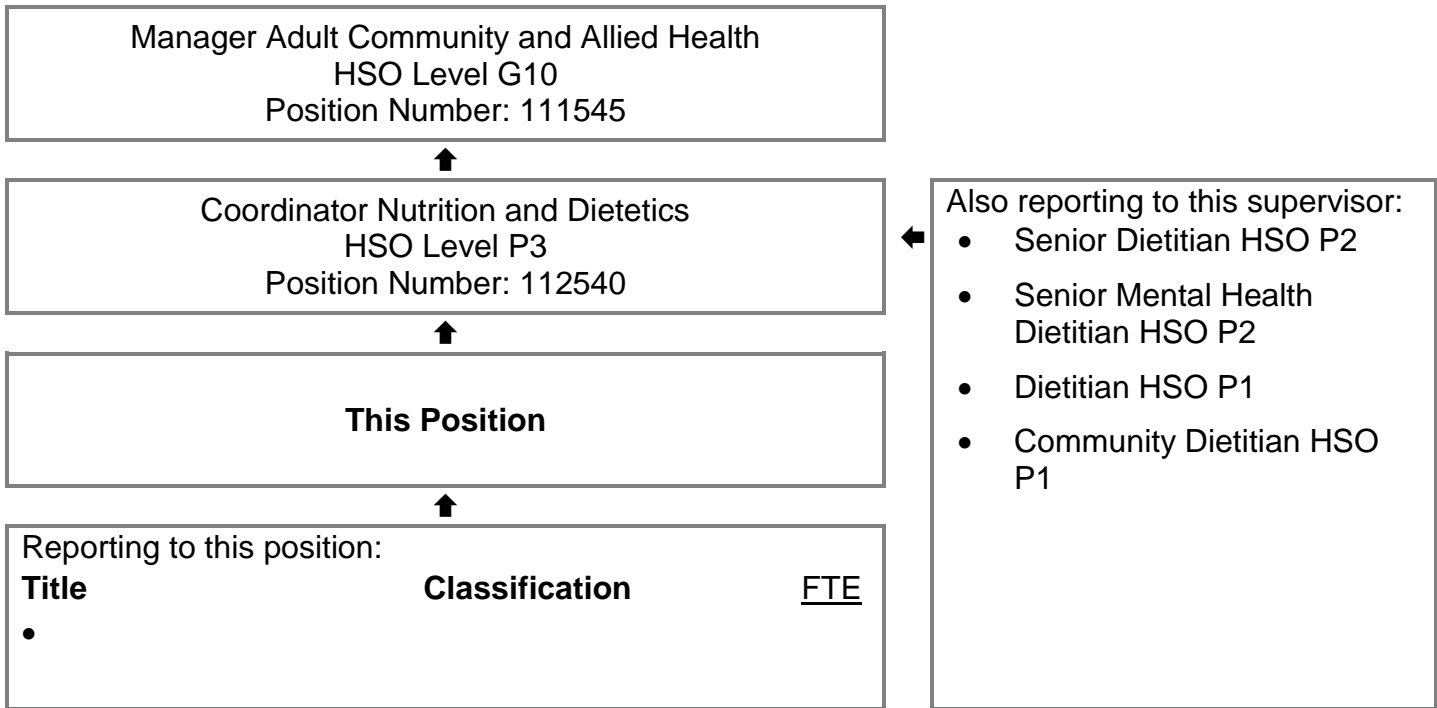 Manager Adult Community and Allied Health
HSO Level G10
Position Number: 111545
Coordinator Nutrition and Dietetics
HSO Level P3
Position Number: 112540
Also reporting to this supervisor:
• Senior Dietitian HSO P2
• Senior Mental Health
Dietitian HSO P2
• Dietitian HSO P1
• Community Dietitian HSO
P1
This Position
Reporting to this position:
Title Classification FTE
•